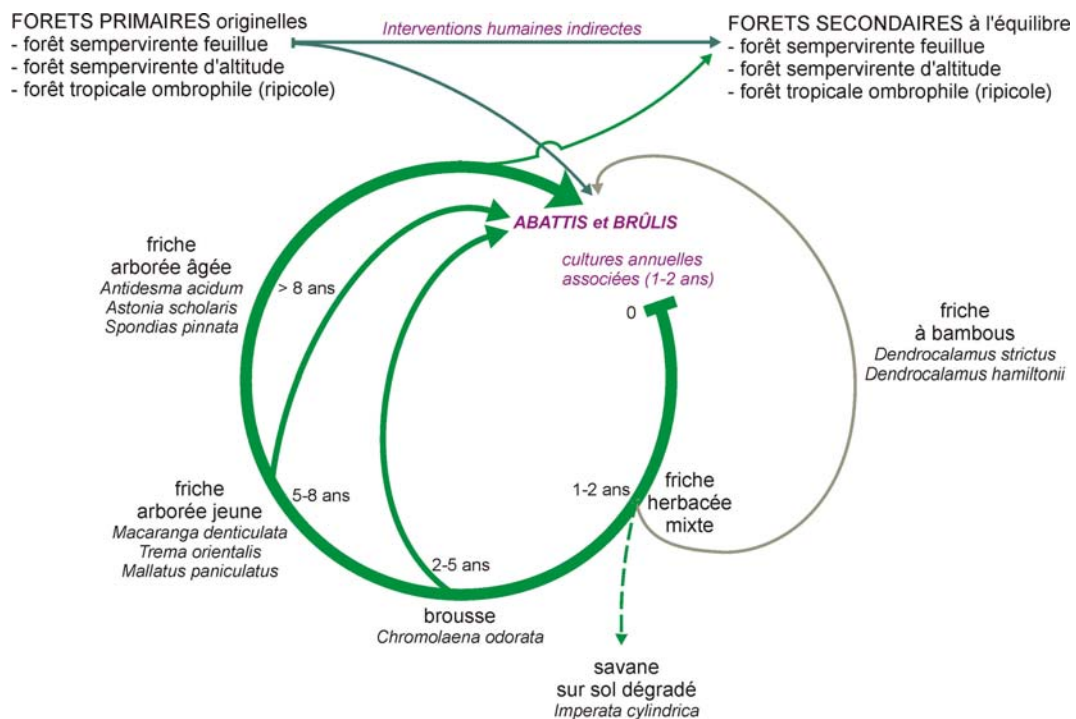 FORETS PRIMAIRES originelles
- forêt sempervirente feuillue
- forêt sempervirente d'altitude
- forêt tropicale ombrophile (ripicole)
Interventions humaines indirectes
FORETS SECONDAIRES à l'équilibre
- forêt sempervirente feuillue
- forêt sempervirente d'altitude
- forêt tropicale ombrophile (ripicole)
ABATTIS et BRÛLIS
cultures annuelles
associées (1-2 ans)
0
friche
arborée âgée
Antidesma acidum
Astonia scholaris
Spondias pinnata
> 8 ans
friche
à bambous
Dendrocalamus strictus
Dendrocalamus hamiltonii
friche
arborée jeune
Macaranga denticulata
Trema orientalis
Mallatus paniculatus
5-8 ans
1-2 ans
friche
herbacée
mixte
2-5 ans
brousse
Chromolaena odorata
savane
sur sol dégradé
Imperata cylindrica